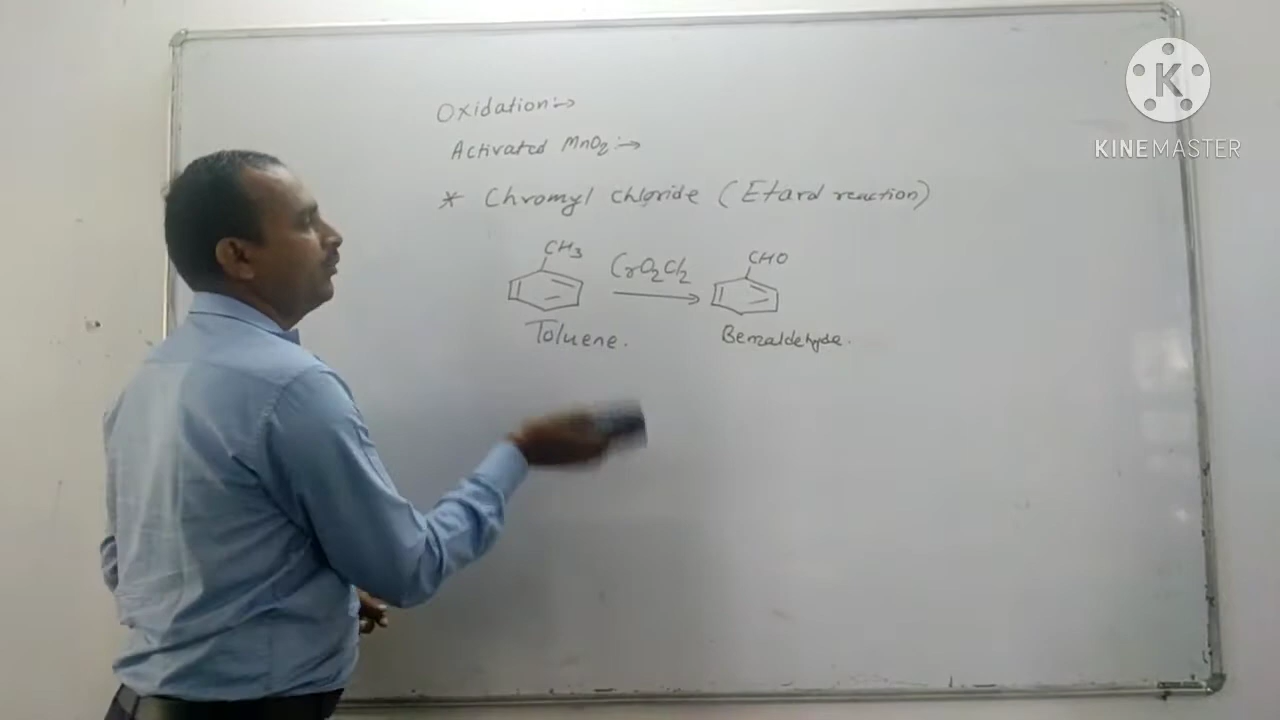 Oxidation:→
Activated MnO2:→
* Chromyl chloride (Etard reaction)
CH3 CrO2Cl2 CHO
Toluene. Benzaldehyde.
K
KINEMASTER